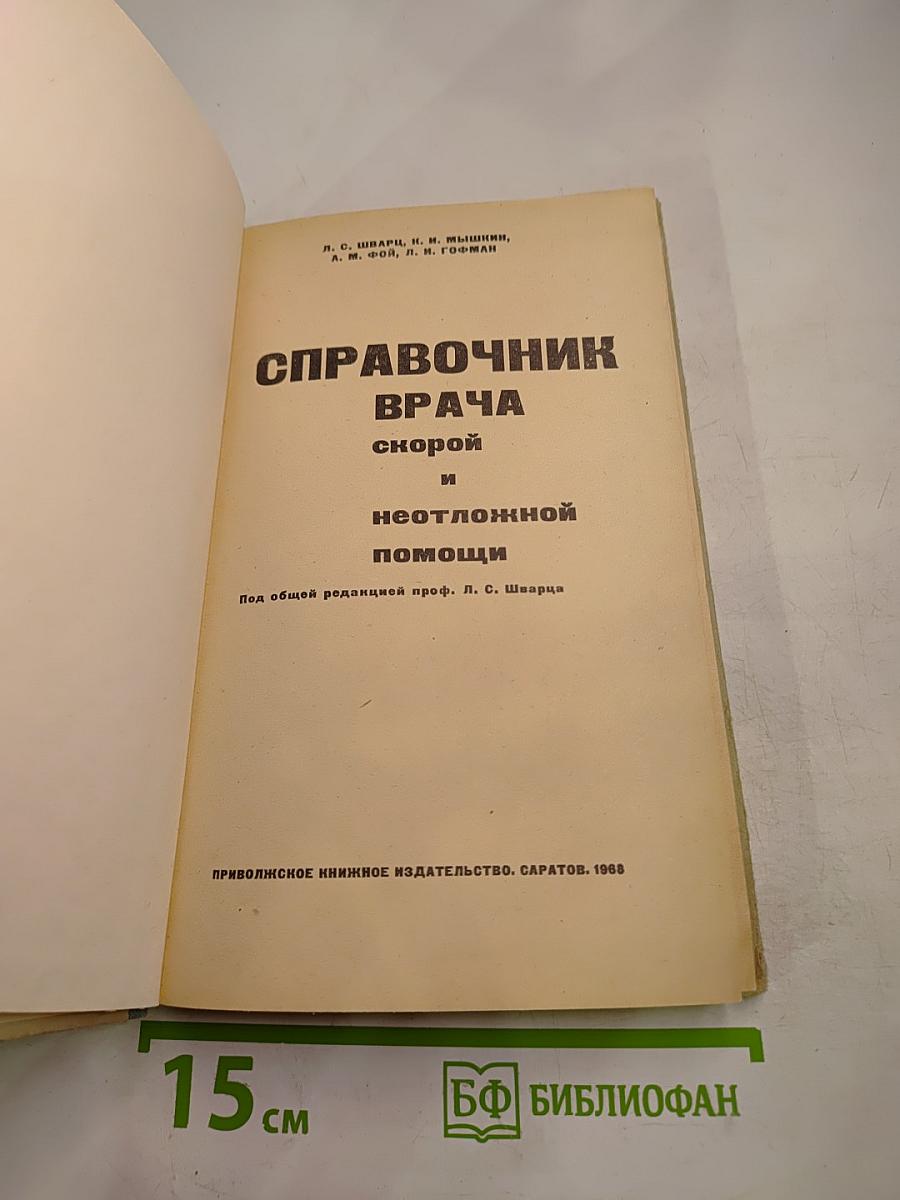 Л. С. ШВАРЦ, К. И. МЫШКИН,
А. М. ФОЙ, Л. И. ГОФМАН
СПРАВОЧНИК
ВРАЧА
скорой
и
неотложной
помощи
Под общей редакцией проф. Л. С. Шварца
ПРИВОЛЖСКОЕ КНИЖНОЕ ИЗДАТЕЛЬСТВО. САРАТОВ. 1968
15 см
БФ БИБЛИОФАН